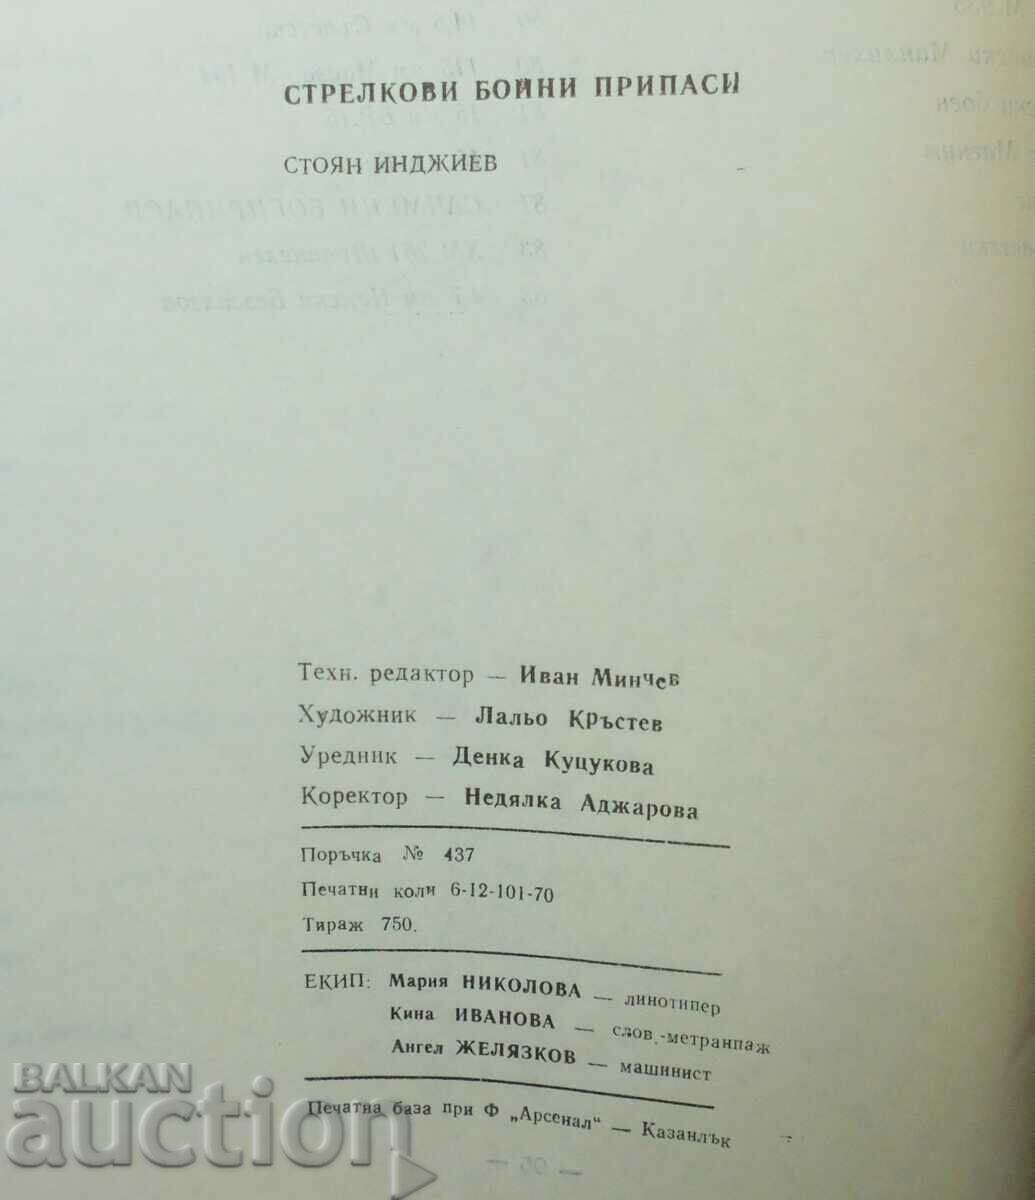 СТРЕЛКОВИ БОЙНИ ПРИПАСИ
СТОЯН ИНДЖИЕВ
Техн. редактор — Иван Минчев
Художник — Лальо Кръстев
Уредник — Денка Куцукова
Коректор — Недялка Аджарова
Поръчка № 437
Печатни коли 6-12-101-70
Тираж 750.
ЕКИП: Мария НИКОЛОВА — линотипер
Кина ИВАНОВА — слов.-метранпаж
Ангел ЖЕЛЯЗКОВ — машинист
Печатна база при Ф „Арсенал“ — Казанлък
BALKAN
auction